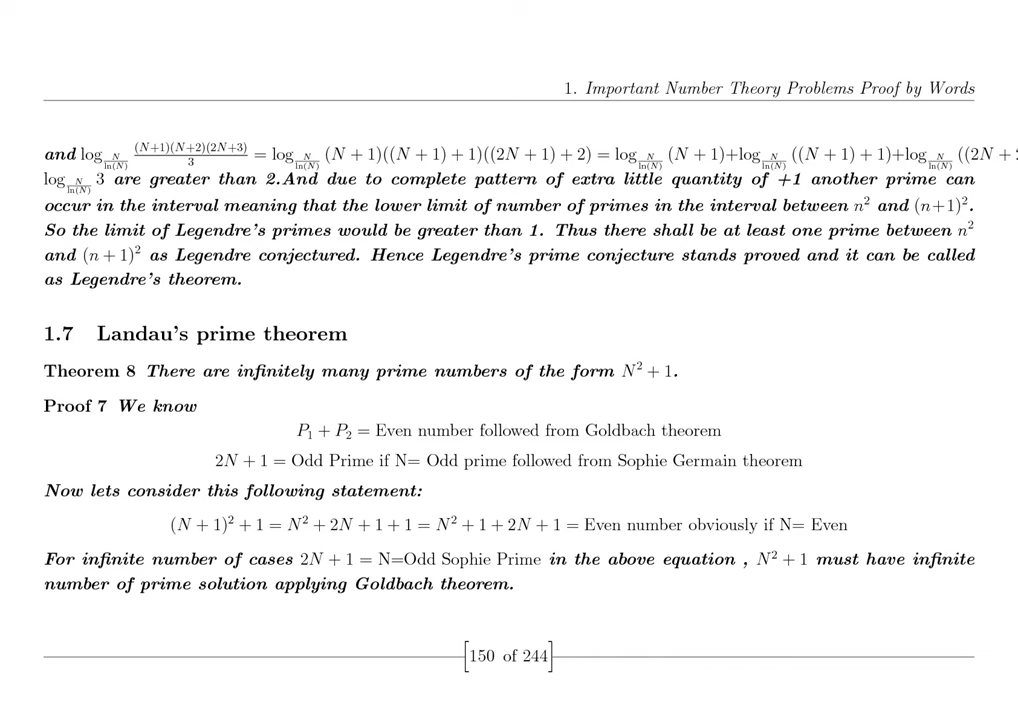 1. Important Number Theory Problems Proof by Words
and log_{N/ln(N)} (N+1)(N+2)(2N+3)/3 = log_{N/ln(N)} (N + 1)((N + 1) + 1)((2N + 1) + 2) = log_{N/ln(N)} (N + 1)+log_{N/ln(N)} ((N + 1) + 1)+log_{N/ln(N)} ((2N +
log_{N/ln(N)} 3 are greater than 2.And due to complete pattern of extra little quantity of +1 another prime can
occur in the interval meaning that the lower limit of number of primes in the interval between n² and (n+1)².
So the limit of Legendre's primes would be greater than 1. Thus there shall be at least one prime between n²
and (n + 1)² as Legendre conjectured. Hence Legendre's prime conjecture stands proved and it can be called
as Legendre's theorem.
1.7 Landau's prime theorem
Theorem 8 There are infinitely many prime numbers of the form N² + 1.
Proof 7 We know
P₁ + P₂ = Even number followed from Goldbach theorem
2N + 1 = Odd Prime if N= Odd prime followed from Sophie Germain theorem
Now lets consider this following statement:
(N + 1)² + 1 = N² + 2N + 1 + 1 = N² + 1 + 2N + 1 = Even number obviously if N= Even
For infinite number of cases 2N + 1 = N=Odd Sophie Prime in the above equation , N² + 1 must have infinite
number of prime solution applying Goldbach theorem.
150 of 244